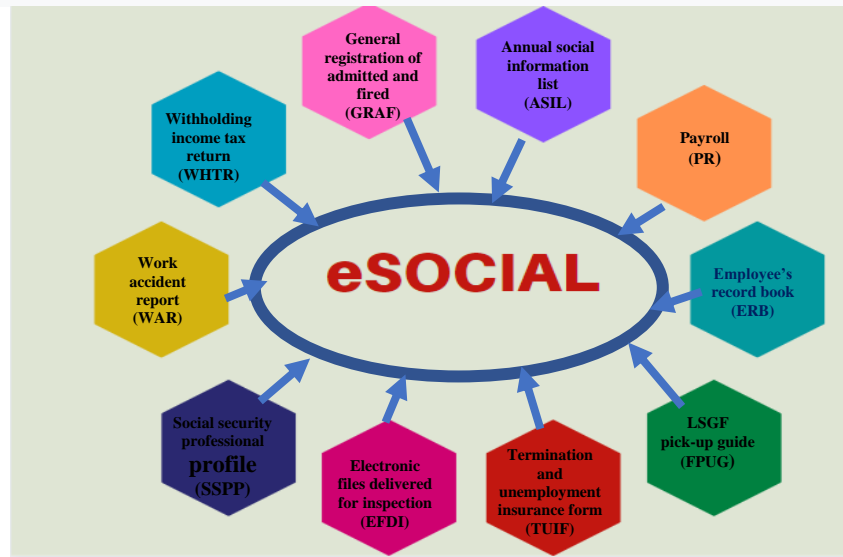 General
registration of
admitted and
fired
(GRAF)
Annual social
information
list
(ASIL)
Withholding
income tax
return
(WHTR)
Payroll
(PR)
eSOCIAL
Work
accident
report
(WAR)
Employee’s
record book
(ERB)
Social security
professional
profile
(SSPP)
Electronic
files delivered
for inspection
(EFDI)
Termination
and
unemployment
insurance form
(TUIF)
LSGF
pick-up guide
(FPUG)